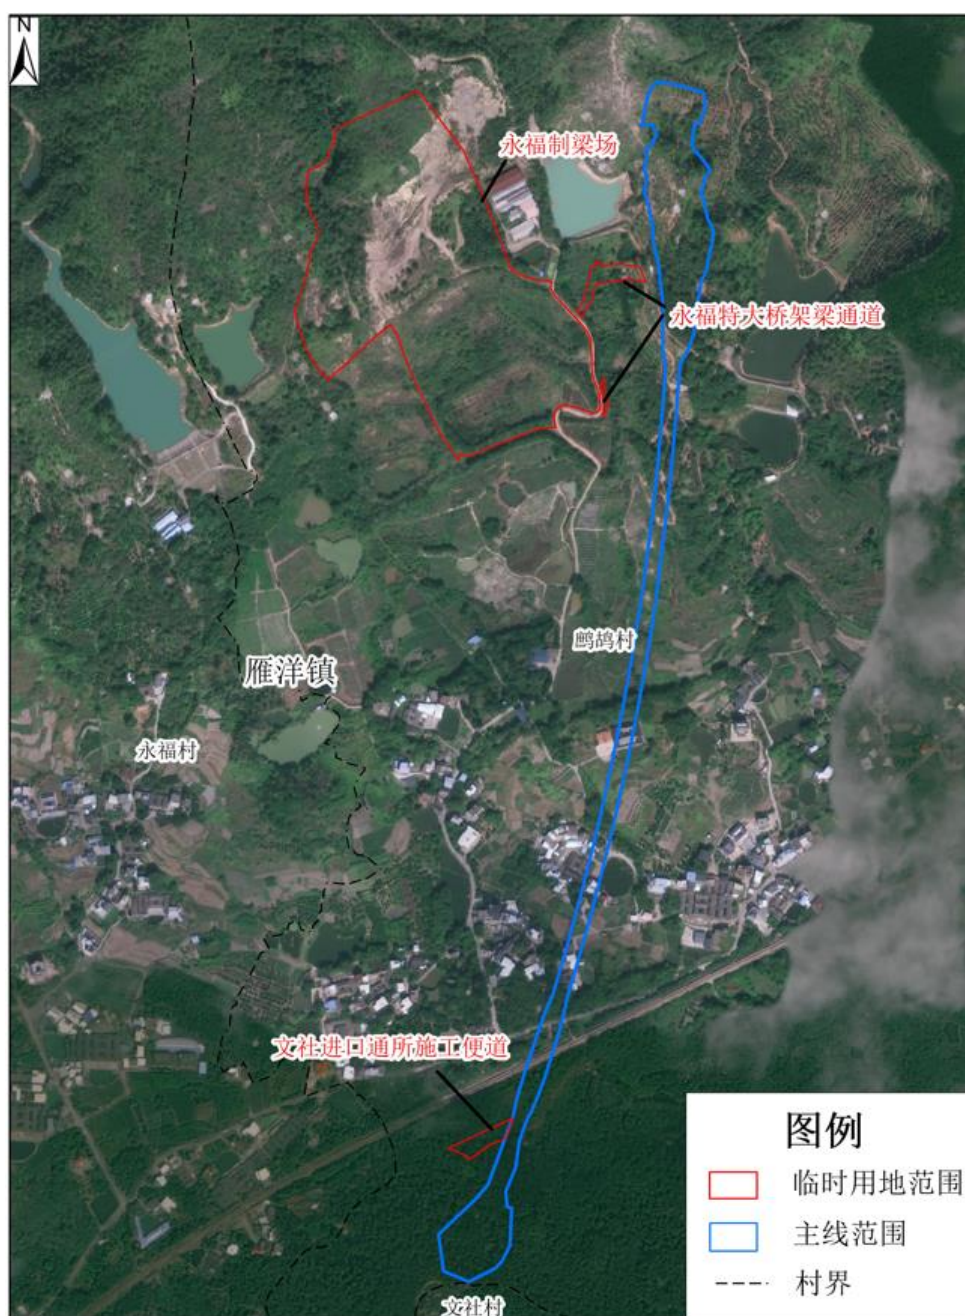 N
永福制梁场
永福特大桥架梁通道
鹧鸪村
雁洋镇
永福村
文社进口通所施工便道
图例
临时用地范围
主线范围
村界
文社村